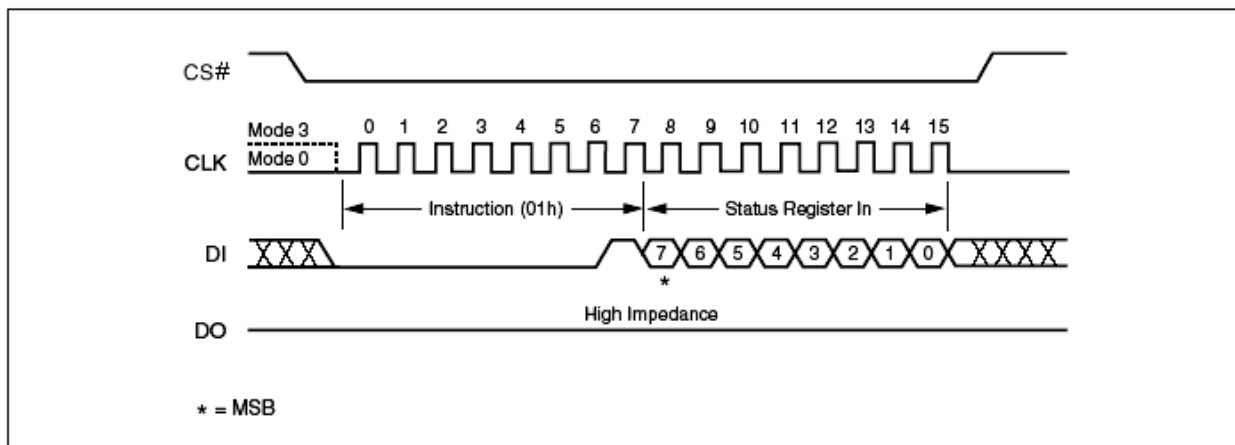 CS#
Mode 3 0 1 2 3 4 5 6 7 8 9 10 11 12 13 14 15
CLK Mode 0
Instruction (01h) Status Register In
DI 7 6 5 4 3 2 1 0
*
High Impedance
DO
* = MSB